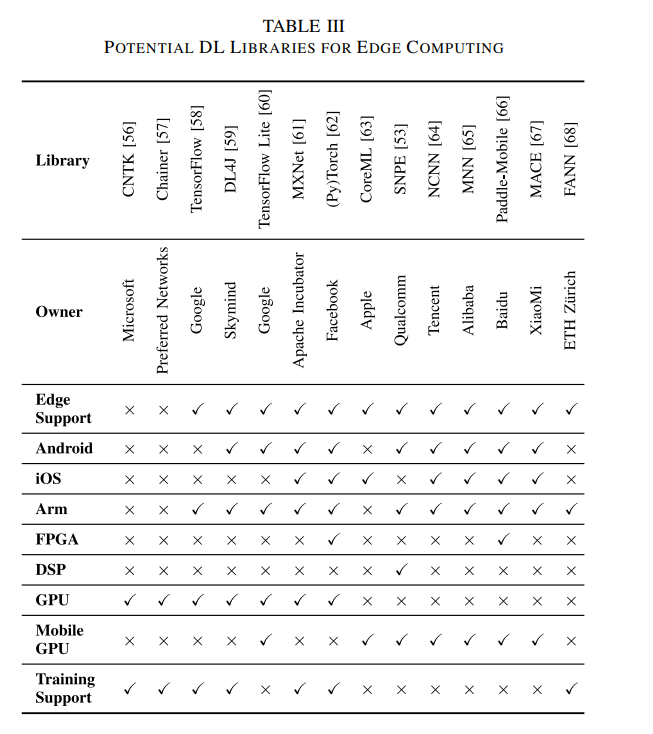 TABLE III
POTENTIAL DL LIBRARIES FOR EDGE COMPUTING
Library CNTK [56] Chainer [57] TensorFlow [58] DL4J [59] TensorFlow Lite [60] MXNet [61] (Py)Torch [62] CoreML [63] SNPE [53] NCNN [64] MNN [65] Paddle-Mobile [66] MACE [67] FANN [68]
Owner Microsoft Preferred Networks Google Skymind Google Apache Incubator Facebook Apple Qualcomm Tencent Alibaba Baidu XiaoMi ETH Zürich
Edge
Support × × ✓ ✓ ✓ ✓ ✓ ✓ ✓ ✓ ✓ ✓ ✓ ✓
Android × × × ✓ ✓ ✓ ✓ × ✓ ✓ ✓ ✓ ✓ ×
iOS × × × × × ✓ ✓ ✓ × ✓ ✓ ✓ ✓ ×
Arm × × ✓ ✓ ✓ ✓ ✓ × ✓ ✓ ✓ ✓ ✓ ✓
FPGA × × × × × × ✓ × × × × ✓ × ×
DSP × × × × × × × × ✓ × × × × ×
GPU ✓ ✓ ✓ ✓ ✓ ✓ ✓ × × × × × × ×
Mobile
GPU × × × × ✓ × × ✓ ✓ ✓ ✓ ✓ ✓ ×
Training
Support ✓ ✓ ✓ ✓ × ✓ ✓ × × × × × × ✓